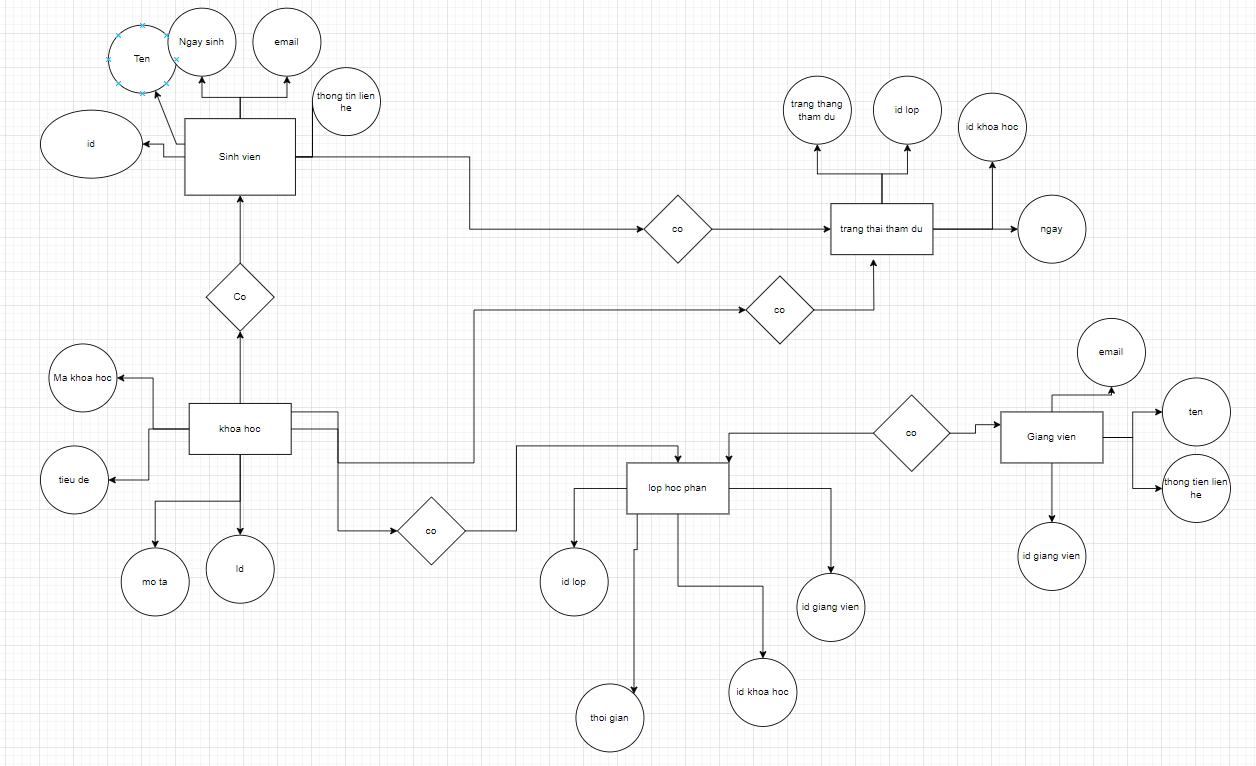 Ten
Ngay sinh
email
thong tin lien
he
id
Sinh vien
trang thang
tham du
id lop
id khoa hoc
co
trang thai tham du
ngay
Co
co
email
Ma khoa hoc
khoa hoc
co
Giang vien
ten
tieu de
lop hoc phan
thong tien lien
he
co
mo ta
Id
id lop
id giang vien
id giang vien
thoi gian
id khoa hoc